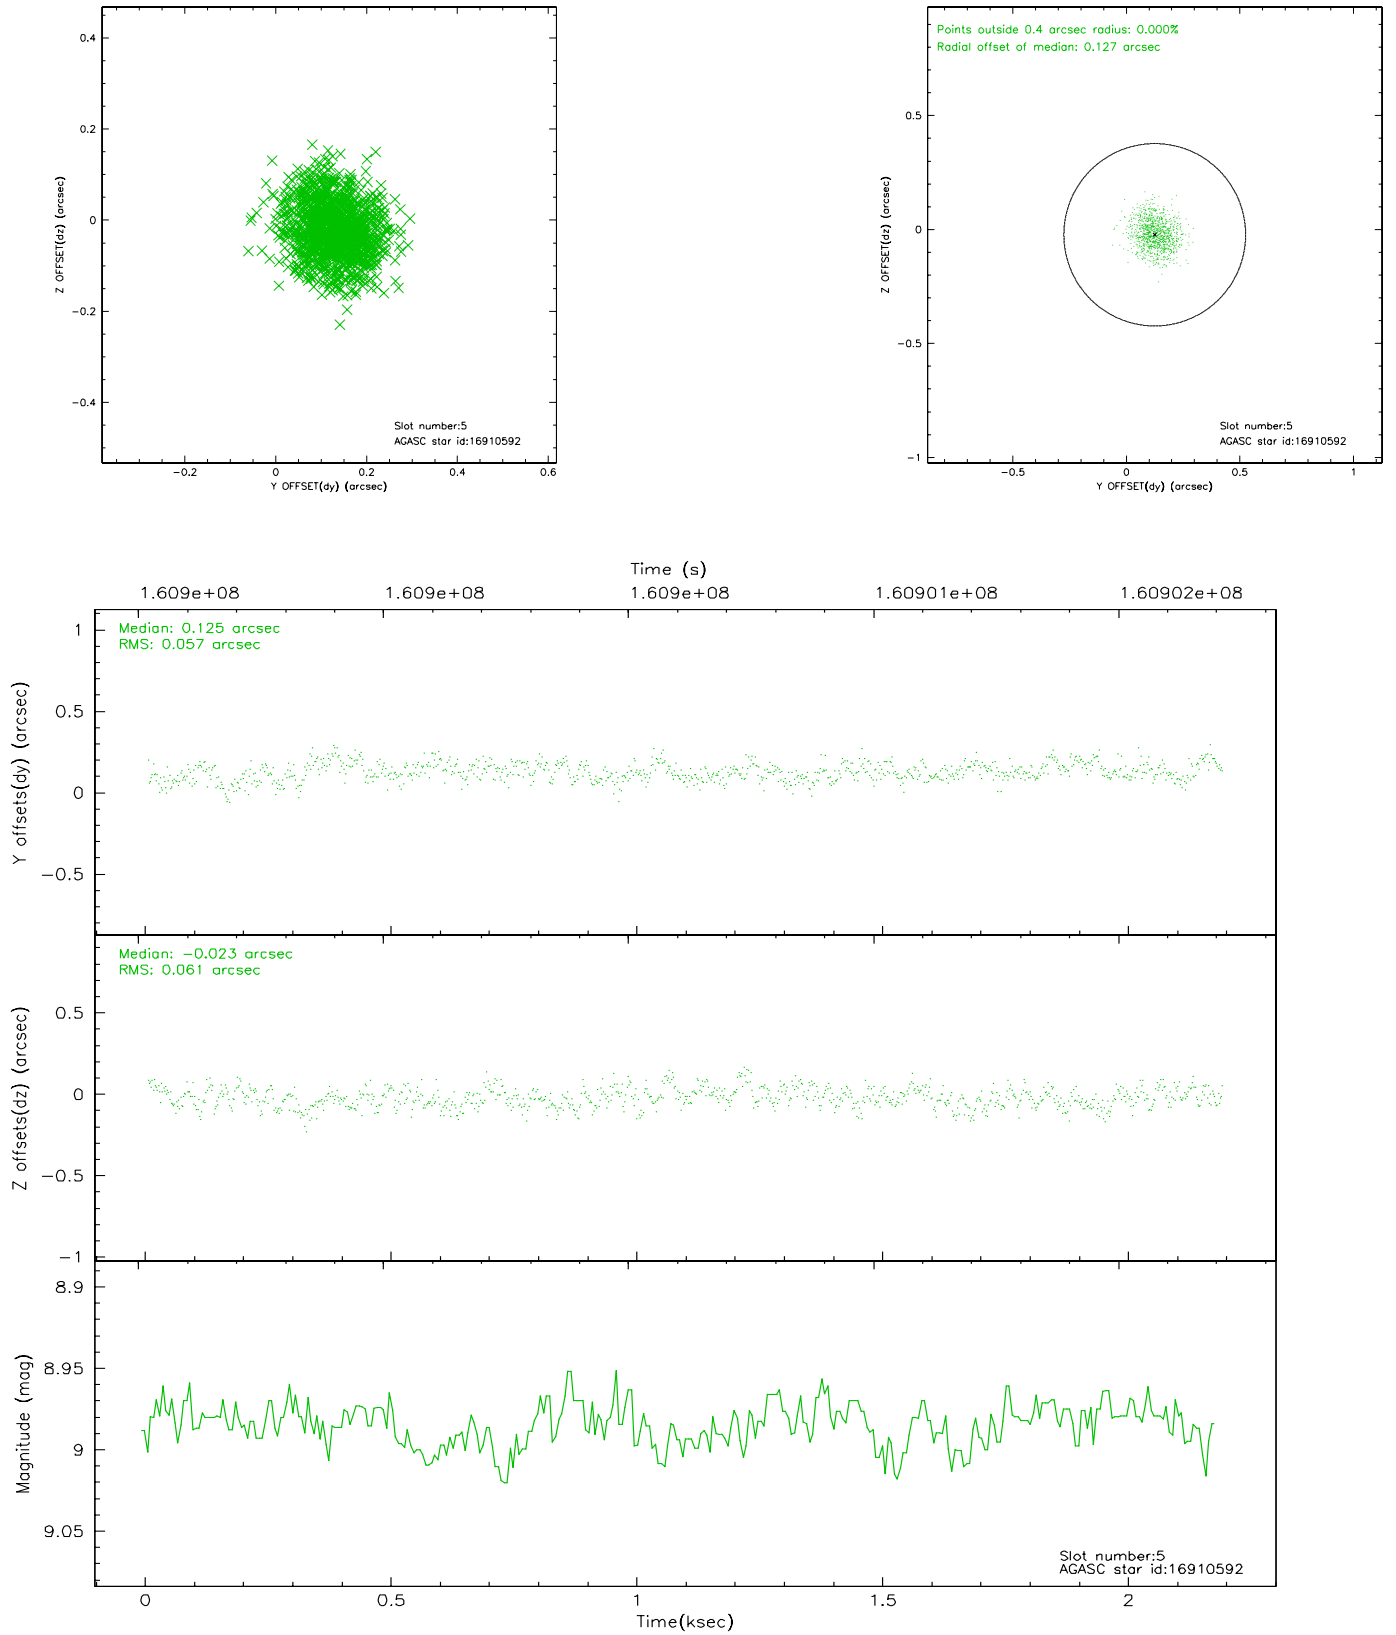 0.4
0.2
0
−0.2
−0.4
Z OFFSET(dz) (arcsec)
Slot number:5
AGASC star id:16910592
−0.2 0 0.2 0.4 0.6
Y OFFSET(dy) (arcsec)
Points outside 0.4 arcsec radius: 0.000%
Radial offset of median: 0.127 arcsec
0.5
0
−0.5
−1
Z OFFSET(dz) (arcsec)
Slot number:5
AGASC star id:16910592
−0.5 0 0.5 1
Y OFFSET(dy) (arcsec)
Time (s)
1.609e+08 1.609e+08 1.609e+08 1.60901e+08 1.60902e+08
Median: 0.125 arcsec
RMS: 0.057 arcsec
1
0.5
0
−0.5
Y offsets(dy) (arcsec)
Median: −0.023 arcsec
RMS: 0.061 arcsec
0.5
0
−0.5
−1
Z offsets(dz) (arcsec)
8.9
8.95
9
9.05
Magnitude (mag)
Slot number:5
AGASC star id:16910592
0 0.5 1 1.5 2
Time(ksec)